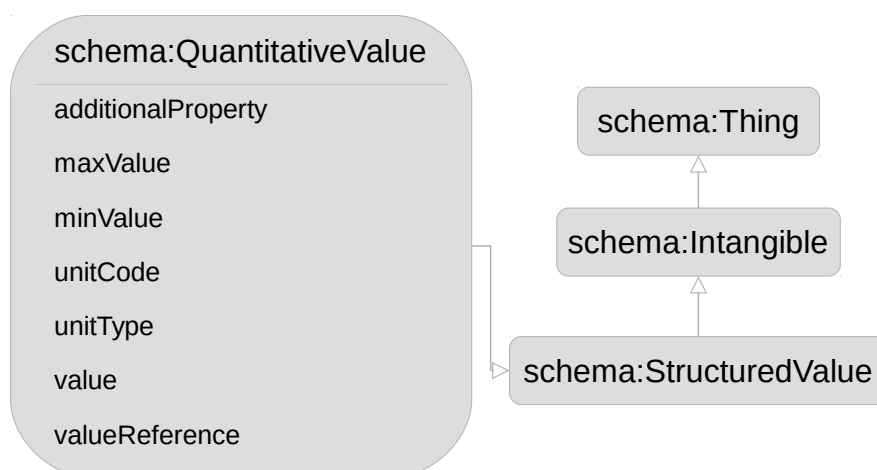 schema:QuantitativeValue
additionalProperty
maxValue
minValue
unitCode
unitType
value
valueReference
schema:Thing
schema:Intangible
schema:StructuredValue